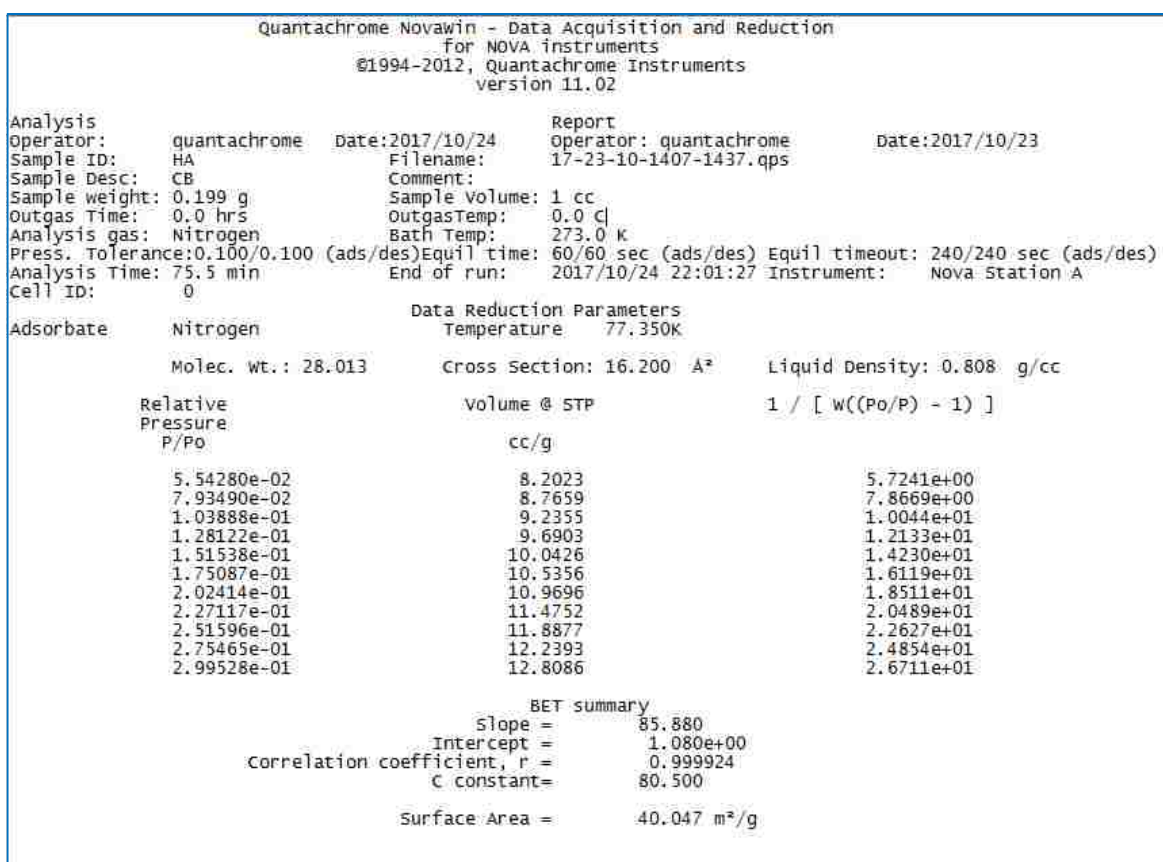 Quantachrome NovaWin - Data Acquisition and Reduction
for NOVA instruments
©1994-2012, Quantachrome Instruments
version 11.02
Analysis Report
Operator: quantachrome Date:2017/10/24 Operator: quantachrome Date:2017/10/23
Sample ID: HA Filename: 17-23-10-1407-1437.qps
Sample Desc: CB Comment:
Sample weight: 0.199 g Sample Volume: 1 cc
Outgas Time: 0.0 hrs OutgasTemp: 0.0 C
Analysis gas: Nitrogen Bath Temp: 273.0 K
Press. Tolerance:0.100/0.100 (ads/des)Equil time: 60/60 sec (ads/des) Equil timeout: 240/240 sec (ads/des)
Analysis Time: 75.5 min End of run: 2017/10/24 22:01:27 Instrument: Nova Station A
Cell ID: 0
Data Reduction Parameters
Adsorbate Nitrogen Temperature 77.350K
Molec. Wt.: 28.013 Cross Section: 16.200 Å² Liquid Density: 0.808 g/cc
Relative Volume @ STP 1 / [ W((Po/P) - 1) ]
Pressure
P/Po cc/g
5.54280e-02 8.2023 5.7241e+00
7.93490e-02 8.7659 7.8669e+00
1.03888e-01 9.2355 1.0044e+01
1.28122e-01 9.6903 1.2133e+01
1.51538e-01 10.0426 1.4230e+01
1.75087e-01 10.5356 1.6119e+01
2.02414e-01 10.9696 1.8511e+01
2.27117e-01 11.4752 2.0489e+01
2.51596e-01 11.8877 2.2627e+01
2.75465e-01 12.2393 2.4854e+01
2.99528e-01 12.8086 2.6711e+01
BET summary
Slope = 85.880
Intercept = 1.080e+00
Correlation coefficient, r = 0.999924
C constant= 80.500
Surface Area = 40.047 m²/g